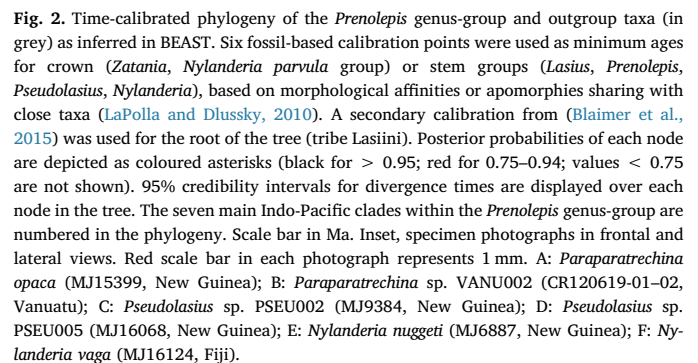 Fig. 2. Time-calibrated phylogeny of the Prenolepis genus-group and outgroup taxa (in
grey) as inferred in BEAST. Six fossil-based calibration points were used as minimum ages
for crown (Zatania, Nylanderia parvula group) or stem groups (Lasius, Prenolepis,
Pseudolasius, Nylanderia), based on morphological affinities or apomorphies sharing with
close taxa (LaPolla and Dlussky, 2010). A secondary calibration from (Blaimer et al.,
2015) was used for the root of the tree (tribe Lasiini). Posterior probabilities of each node
are depicted as coloured asterisks (black for > 0.95; red for 0.75–0.94; values < 0.75
are not shown). 95% credibility intervals for divergence times are displayed over each
node in the tree. The seven main Indo-Pacific clades within the Prenolepis genus-group are
numbered in the phylogeny. Scale bar in Ma. Inset, specimen photographs in frontal and
lateral views. Red scale bar in each photograph represents 1 mm. A: Paraparatrechina
opaca (MJ15399, New Guinea); B: Paraparatrechina sp. VANU002 (CR120619-01–02,
Vanuatu); C: Pseudolasius sp. PSEU002 (MJ9384, New Guinea); D: Pseudolasius sp.
PSEU005 (MJ16068, New Guinea); E: Nylanderia nuggeti (MJ6887, New Guinea); F: Ny-
landeria vaga (MJ16124, Fiji).